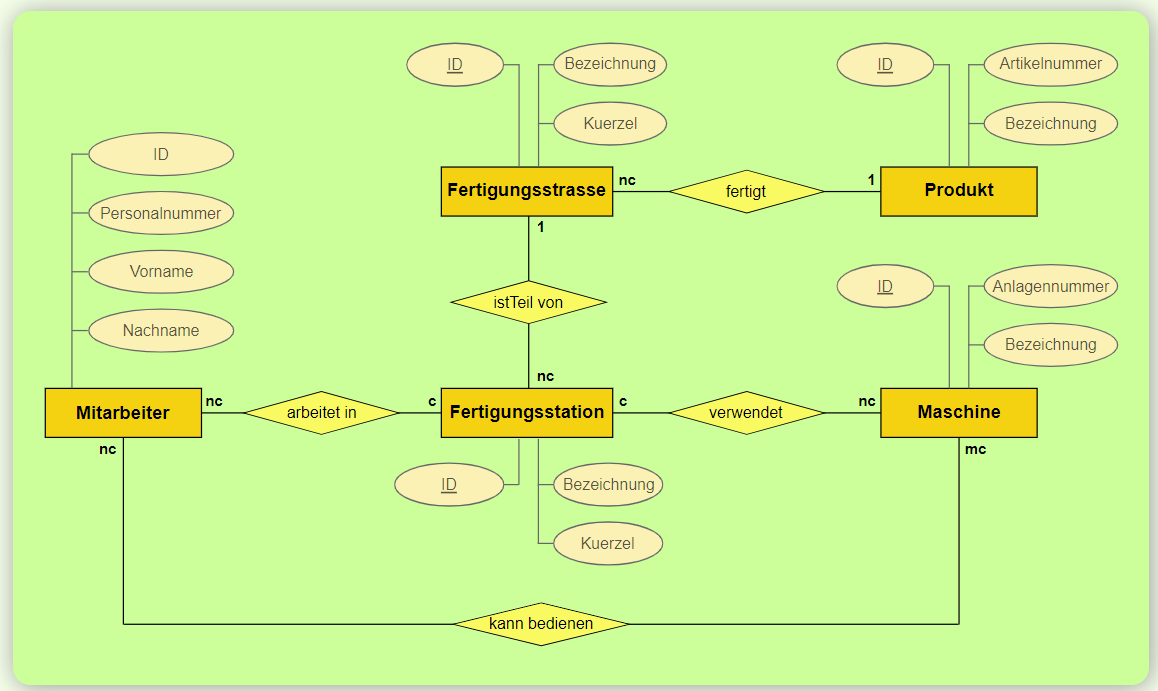 ID
Bezeichnung
Kuerzel
ID
Artikelnummer
Bezeichnung
Fertigungsstrasse
nc
fertigt
1
Produkt
1
ID
Personalnummer
Vorname
Nachname
istTeil von
ID
Anlagennummer
Bezeichnung
nc
Mitarbeiter
nc
arbeitet in
c
Fertigungsstation
c
verwendet
nc
Maschine
nc
mc
ID
Bezeichnung
Kuerzel
kann bedienen